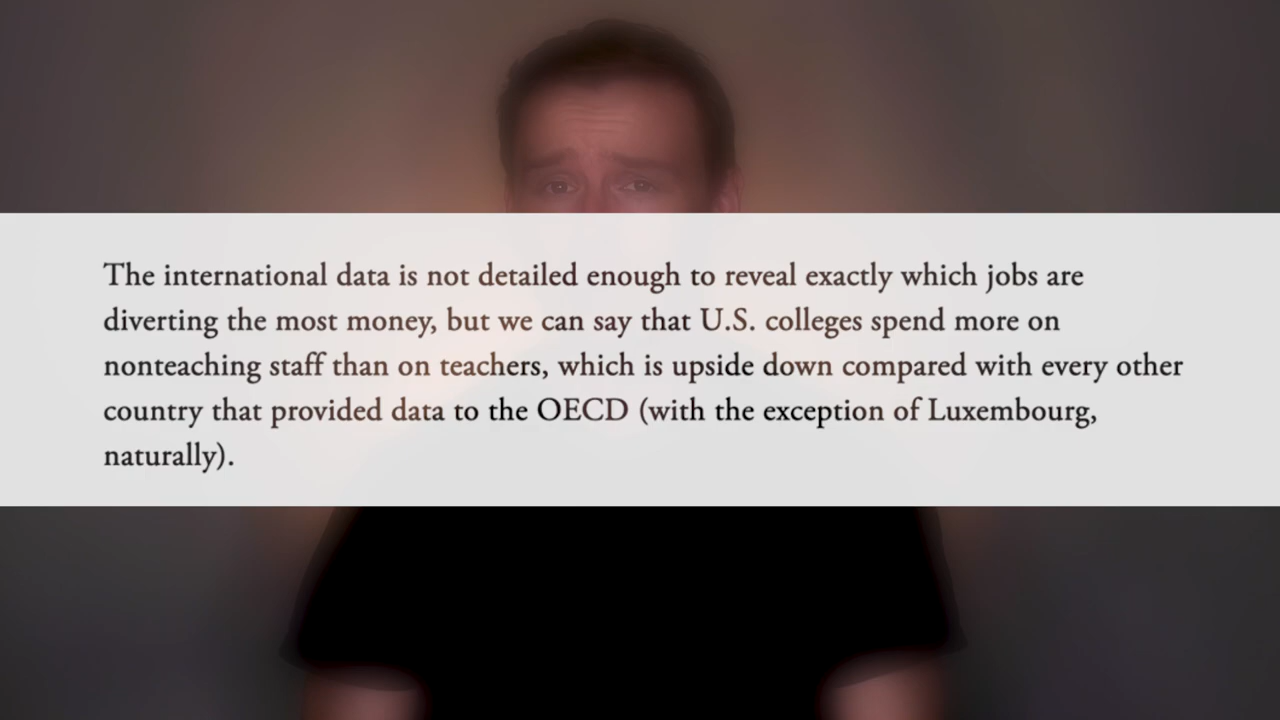 The international data is not detailed enough to reveal exactly which jobs are
diverting the most money, but we can say that U.S. colleges spend more on
nonteaching staff than on teachers, which is upside down compared with every other
country that provided data to the OECD (with the exception of Luxembourg,
naturally).